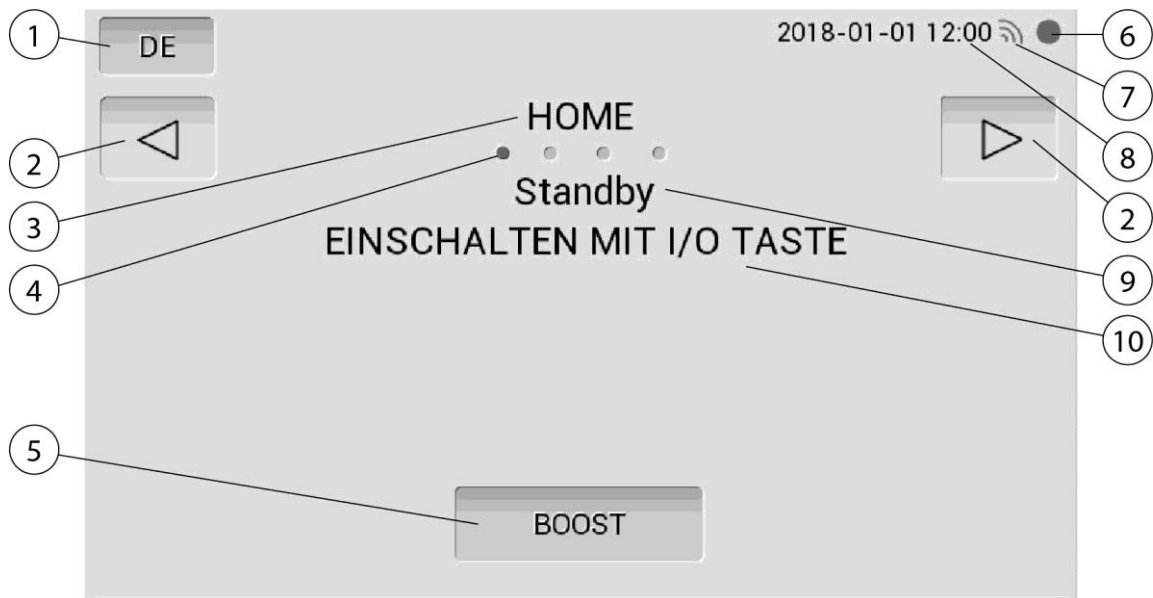 1 DE 2018-01-01 12:00 6
7
2 HOME 8
3 Standby 2
EINSCHALTEN MIT I/O TASTE
4 9
10
5 BOOST